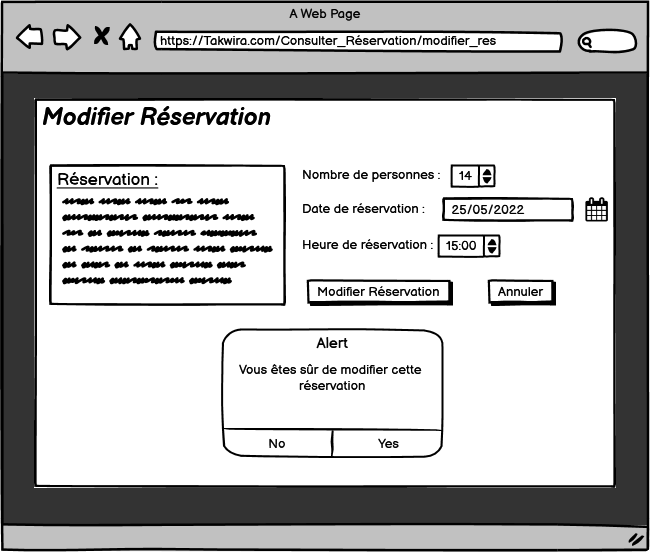 A Web Page
https://Takwira.com/Consulter_Réservation/modifier_res
Modifier Réservation
Réservation :
Nombre de personnes : 14
Date de réservation : 25/05/2022
Heure de réservation : 15:00
Modifier Réservation Annuler
Alert
Vous êtes sûr de modifier cette
réservation
No Yes